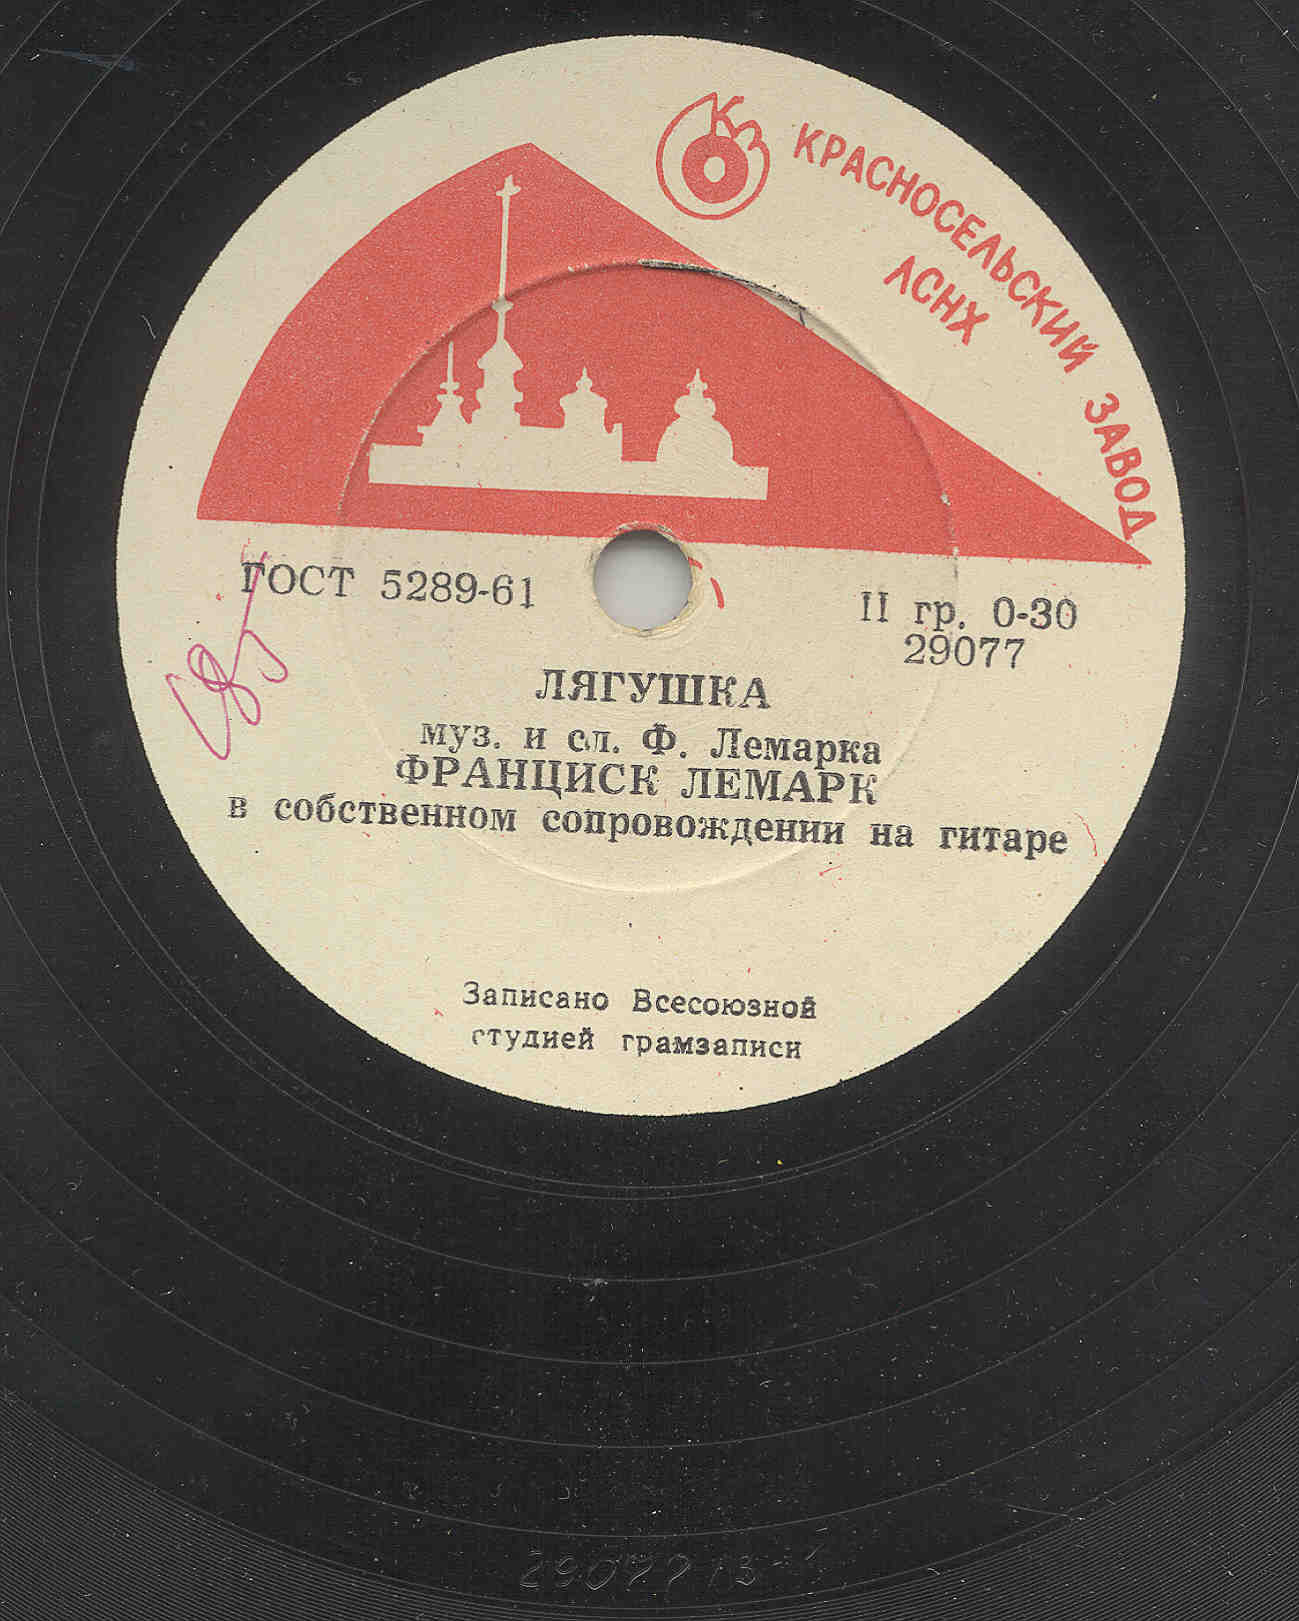 КРАСНОСЕЛЬСКИЙ ЗАВОД
ЛСНХ
ГОСТ 5289-61
II гр. 0-30
29077
ЛЯГУШКА
муз. и сл. Ф. Лемарка
ФРАНЦИСК ЛЕМАРК
в собственном сопровождении на гитаре
Записано Всесоюзной
студией грамзаписи
29077